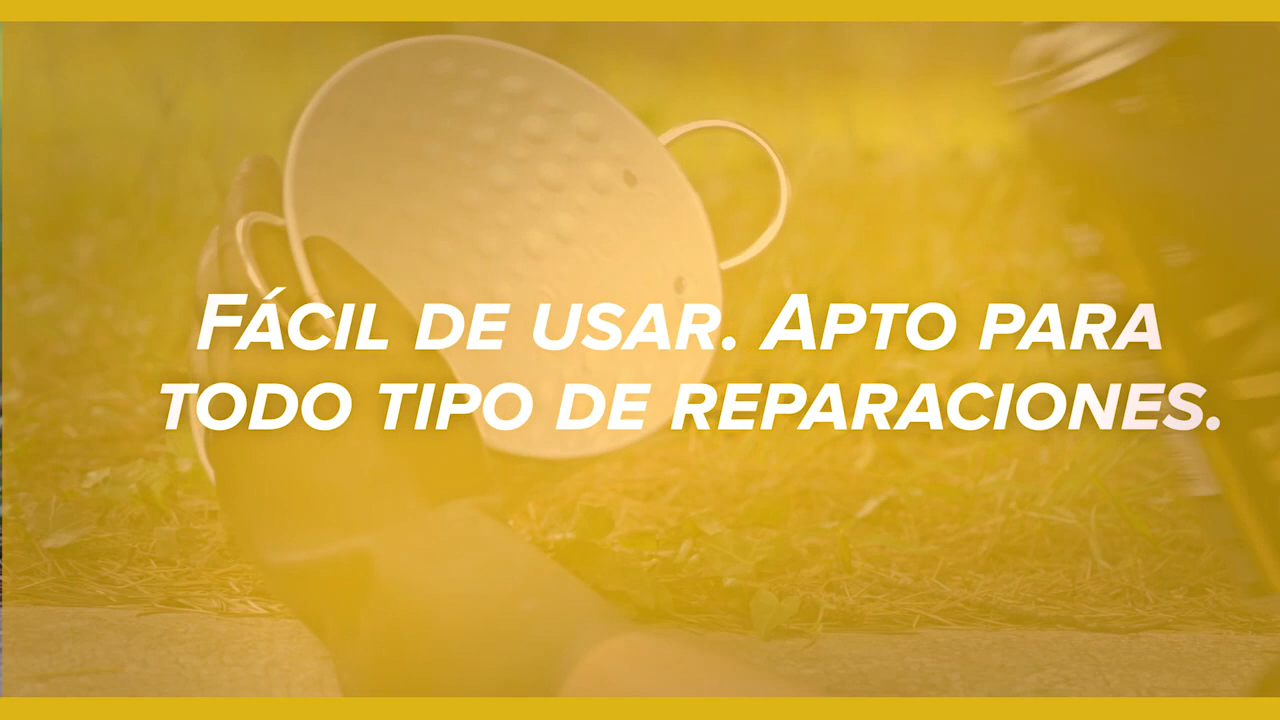 Fácil de usar. Apto para
todo tipo de reparaciones.